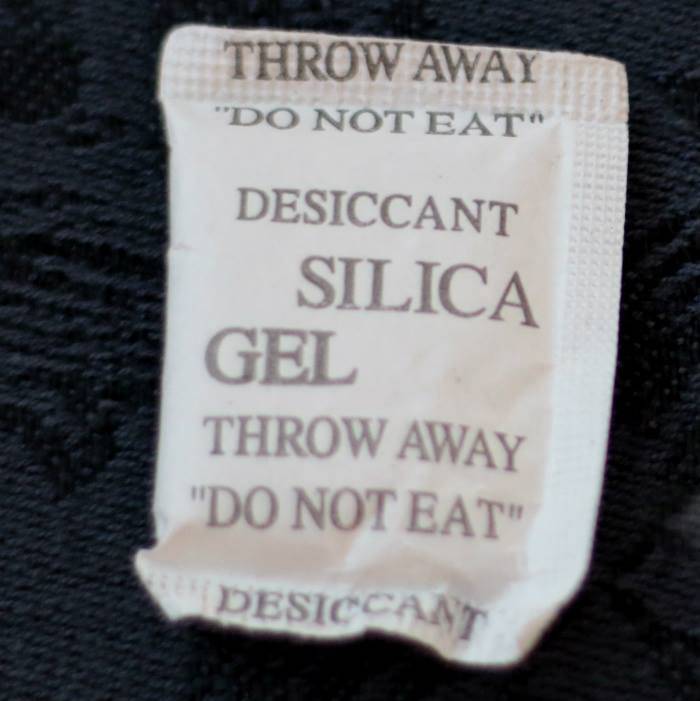 THROW AWAY
"DO NOT EAT"
DESICCANT
SILICA
GEL
THROW AWAY
"DO NOT EAT"
DESICCANT